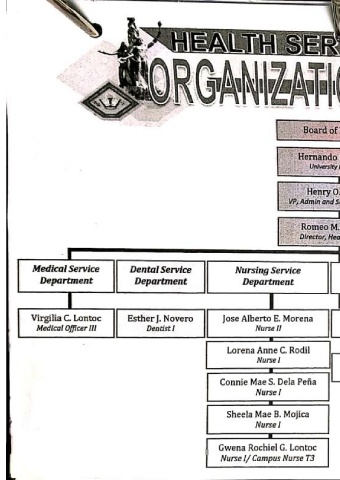 HEALTH SER
ORGANIZATI
Board of
Hernando
University
Henry O.
VP, Admin and S
Romeo M.
Director, Hea
Medical Service
Department
Dental Service
Department
Nursing Service
Department
Virgilia C. Lontoc
Medical Officer III
Esther J. Novero
Dentist I
Jose Alberto E. Morena
Nurse II
Lorena Anne C. Rodil
Nurse I
Connie Mae S. Dela Peña
Nurse I
Sheela Mae B. Mojica
Nurse I
Gwena Rochiel G. Lontoc
Nurse I/ Campus Nurse T3